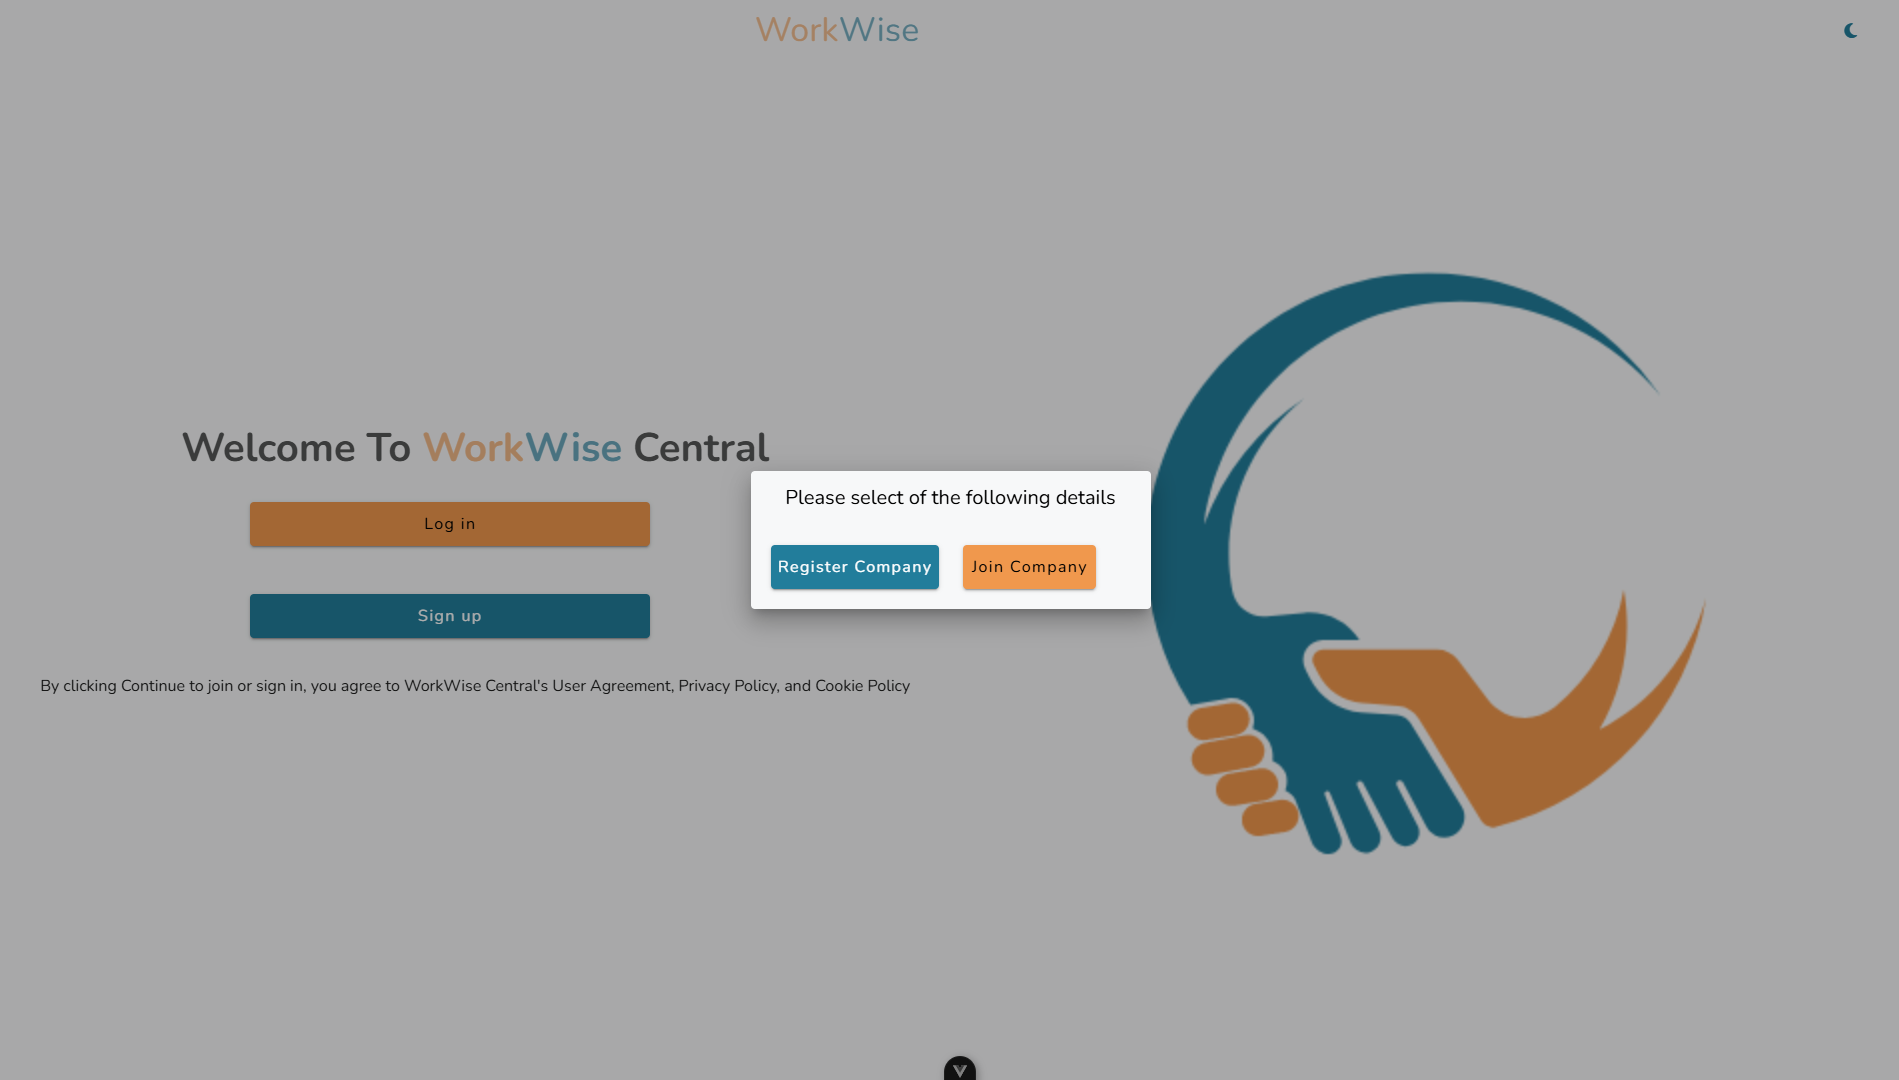 WorkWise
Welcome To WorkWise Central
Log in
Sign up
By clicking Continue to join or sign in, you agree to WorkWise Central's User Agreement, Privacy Policy, and Cookie Policy
Please select of the following details
Register Company
Join Company